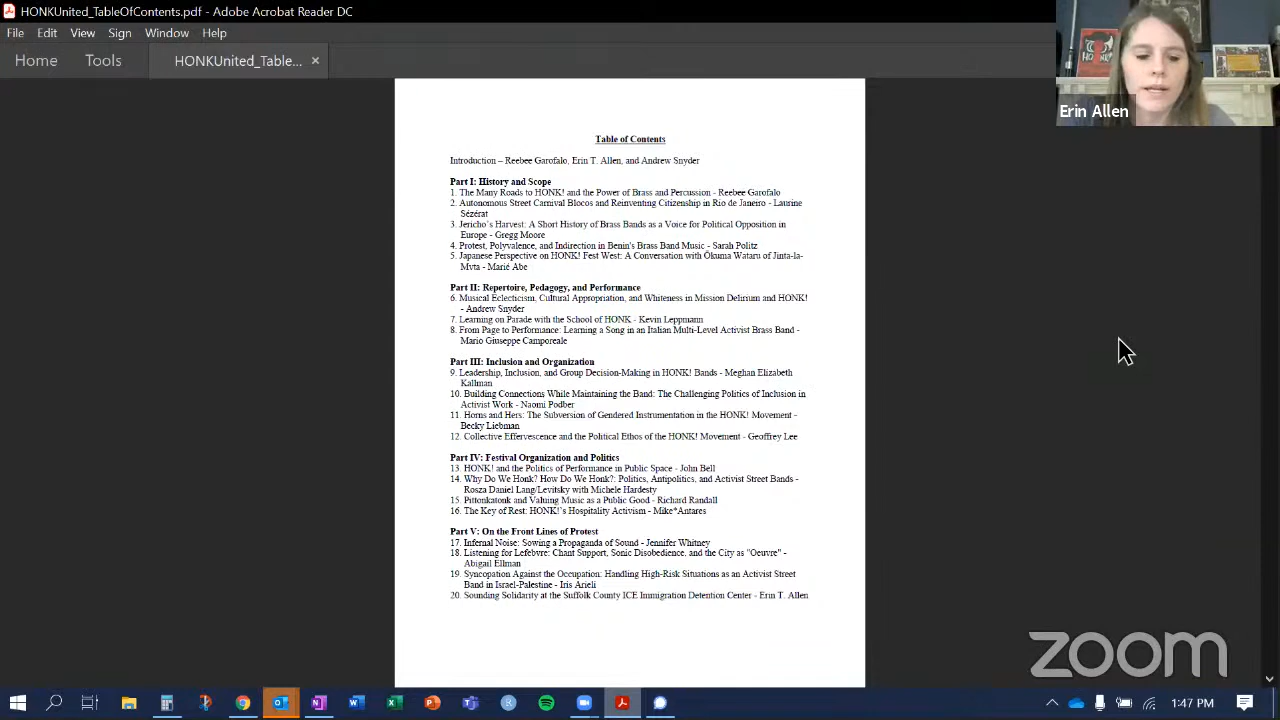 HONKUnited_TableOfContents.pdf - Adobe Acrobat Reader DC
File Edit View Sign Window Help
Home Tools HONKUnited_Table... ×
Erin Allen
Table of Contents
Introduction – Reebee Garofalo, Erin T. Allen, and Andrew Snyder
Part I: History and Scope
1. The Many Roads to HONK! and the Power of Brass and Percussion - Reebee Garofalo
2. Autonomous Street Carnival Blocos and Reinventing Citizenship in Rio de Janeiro - Laurine
Sézérat
3. Jericho's Harvest: A Short History of Brass Bands as a Voice for Political Opposition in
Europe - Gregg Moore
4. Protest, Polyvalence, and Indirection in Benin's Brass Band Music - Sarah Politz
5. Japanese Perspective on HONK! Fest West: A Conversation with Ōkuma Wataru of Jinta-la-
Mvta - Marié Abe
Part II: Repertoire, Pedagogy, and Performance
6. Musical Eclecticism, Cultural Appropriation, and Whiteness in Mission Delirium and HONK!
- Andrew Snyder
7. Learning on Parade with the School of HONK - Kevin Leppmann
8. From Page to Performance: Learning a Song in an Italian Multi-Level Activist Brass Band -
Mario Giuseppe Camporeale
Part III: Inclusion and Organization
9. Leadership, Inclusion, and Group Decision-Making in HONK! Bands - Meghan Elizabeth
Kallman
10. Building Connections While Maintaining the Band: The Challenging Politics of Inclusion in
Activist Work - Naomi Podber
11. Horns and Hers: The Subversion of Gendered Instrumentation in the HONK! Movement -
Becky Liebman
12. Collective Effervescence and the Political Ethos of the HONK! Movement - Geoffrey Lee
Part IV: Festival Organization and Politics
13. HONK! and the Politics of Performance in Public Space - John Bell
14. Why Do We Honk? How Do We Honk?: Politics, Antipolitics, and Activist Street Bands -
Rosza Daniel Lang/Levitsky with Michele Hardesty
15. Pittonkatonk and Valuing Music as a Public Good - Richard Randall
16. The Key of Rest: HONK!'s Hospitality Activism - Mike*Antares
Part V: On the Front Lines of Protest
17. Infernal Noise: Sowing a Propaganda of Sound - Jennifer Whitney
18. Listening for Lefebvre: Chant Support, Sonic Disobedience, and the City as "Oeuvre" -
Abigail Ellman
19. Syncopation Against the Occupation: Handling High-Risk Situations as an Activist Street
Band in Israel-Palestine - Iris Arieli
20. Sounding Solidarity at the Suffolk County ICE Immigration Detention Center - Erin T. Allen
zoom
1:47 PM